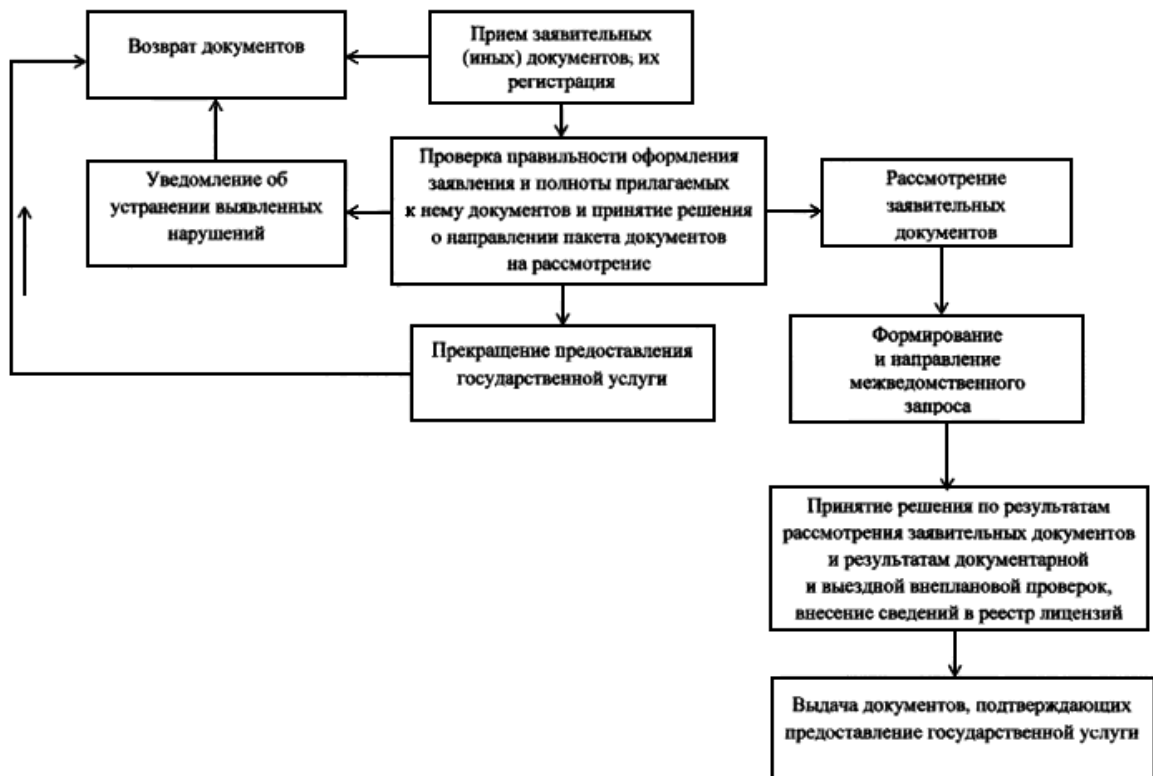 Возврат документов
Прием заявительных
(иных) документов, их
регистрация
Проверка правильности оформления
заявления и полноты прилагаемых
к нему документов и принятие решения
о направлении пакета документов
на рассмотрение
Уведомление об
устранении выявленных
нарушений
Рассмотрение
заявительных
документов
Прекращение предоставления
государственной услуги
Формирование
и направление
межведомственного
запроса
Принятие решения по результатам
рассмотрения заявительных документов
и результатам документарной
и выездной внеплановой проверок,
внесение сведений в реестр лицензий
Выдача документов, подтверждающих
предоставление государственной услуги